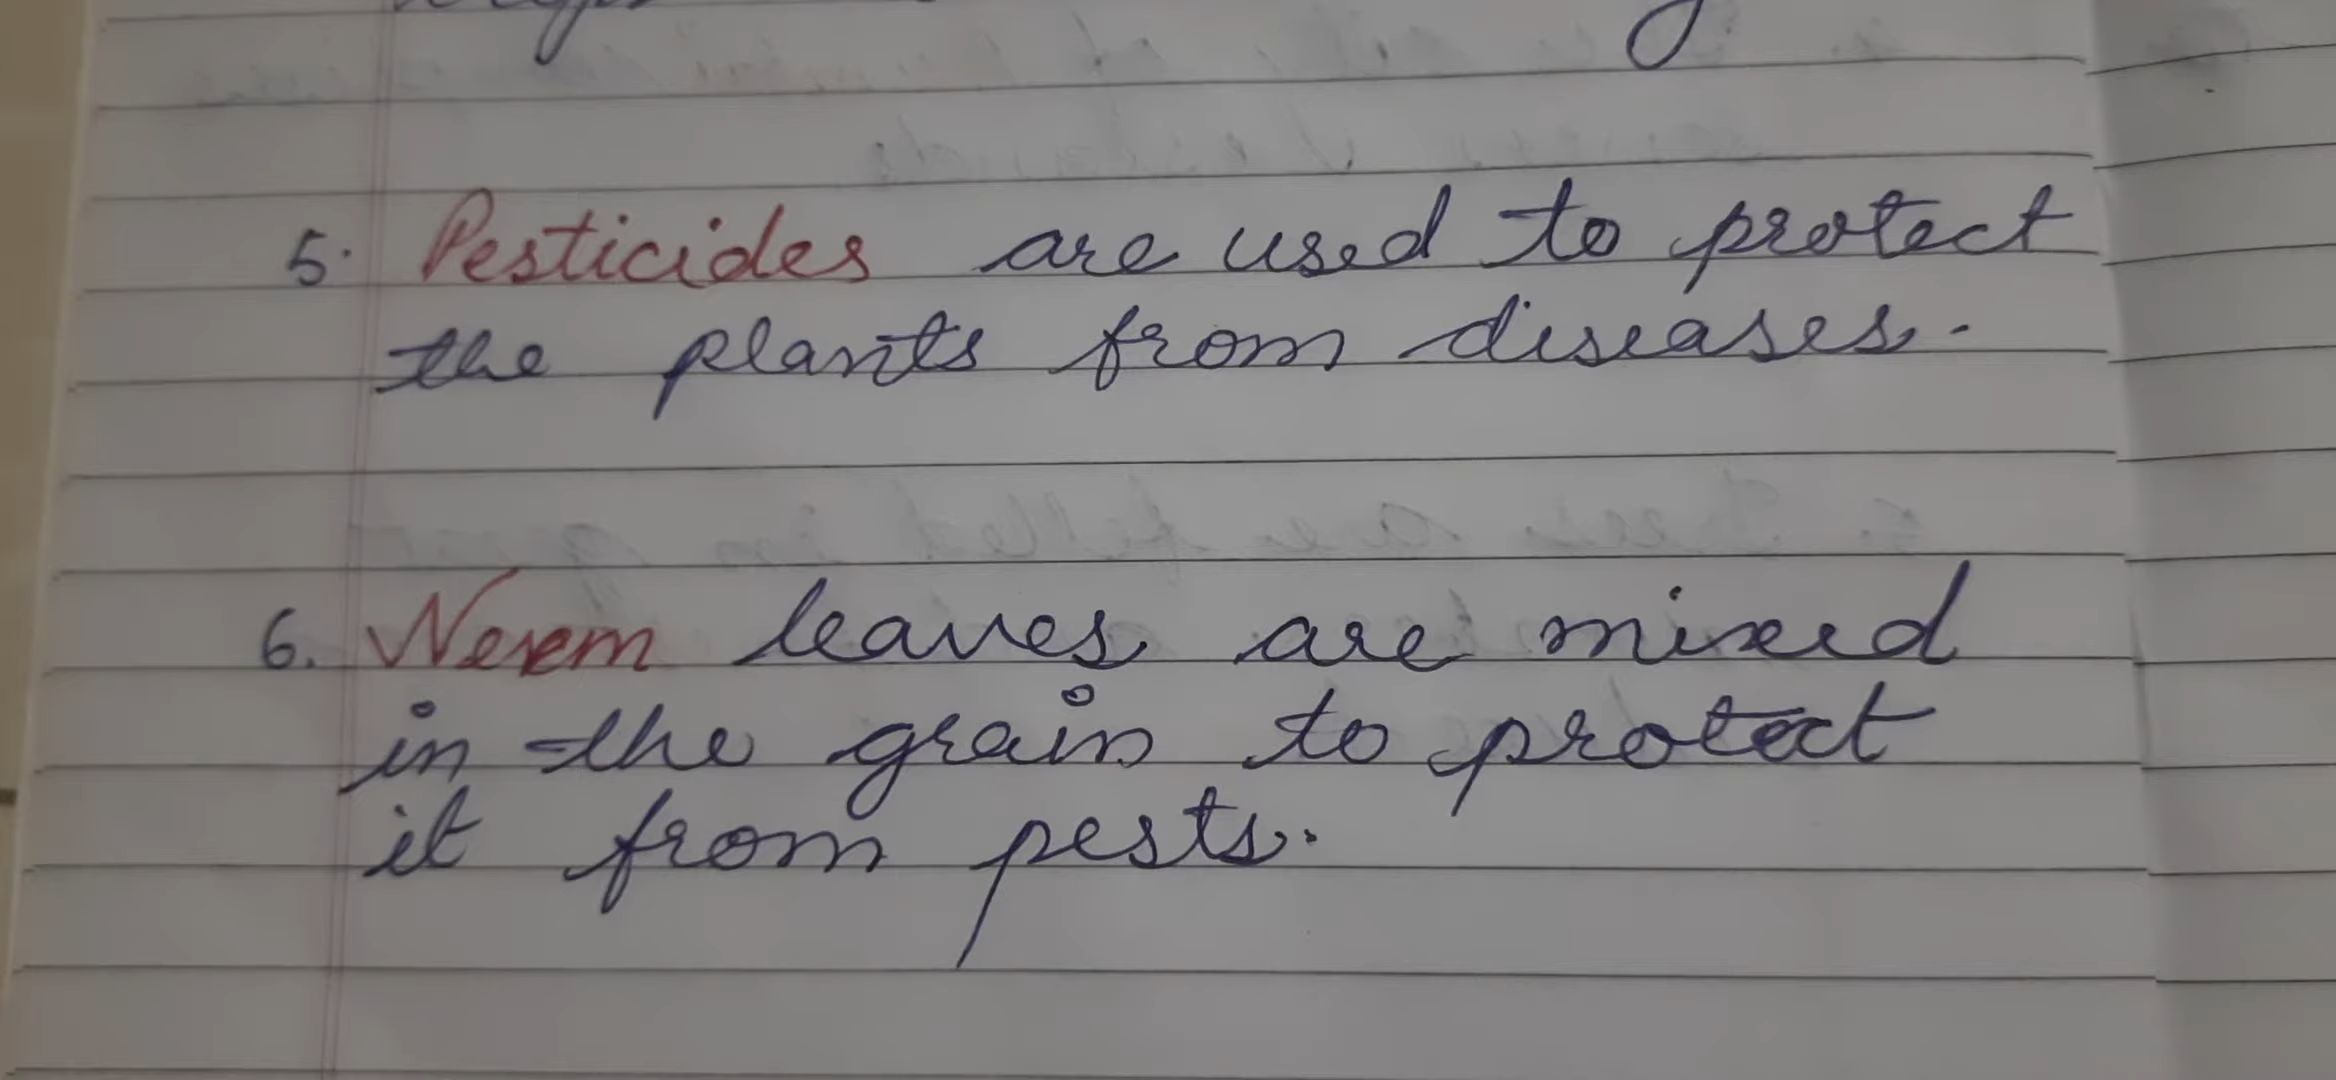 5. Pesticides are used to protect
the plants from diseases.
6. Neem leaves are mixed
in the grain to protect
it from pests.